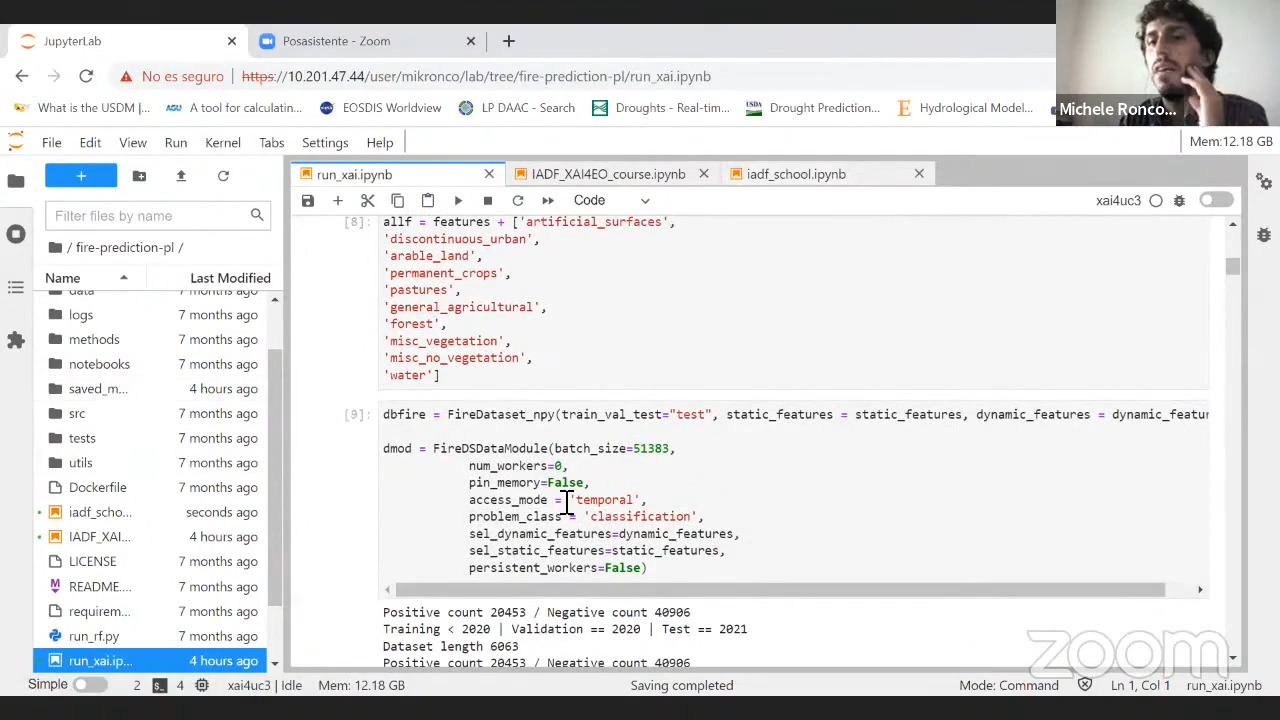 JupyterLab
Posasistente - Zoom
No es seguro
https://10.201.47.44/user/mikronco/lab/tree/fire-prediction-pl/run_xai.ipynb
What is the USDM |...
AGU
A tool for calculatin...
EOSDIS Worldview
LP DAAC - Search
Droughts - Real-tim...
USDA
Drought Prediction...
Hydrological Model...
Michele Ronco...
File Edit View Run Kernel Tabs Settings Help
Mem:12.18 GB
run_xai.ipynb
IADF_XAI4EO_course.ipynb
iadf_school.ipynb
Code
xai4uc3
Filter files by name
/ fire-prediction-pl /
Name Last Modified
data 7 months ago
logs 7 months ago
methods 7 months ago
notebooks 7 months ago
saved_m... 4 hours ago
src 7 months ago
tests 7 months ago
utils 7 months ago
Dockerfile 7 months ago
iadf_scho... seconds ago
IADF_XAI... 4 hours ago
LICENSE 7 months ago
README.... 7 months ago
requirem... 7 months ago
run_rf.py 7 months ago
run_xai.ip... 4 hours ago
[8]: allf = features + ['artificial_surfaces',
'discontinuous_urban',
'arable_land',
'permanent_crops',
'pastures',
'general_agricultural',
'forest',
'misc_vegetation',
'misc_no_vegetation',
'water']
[9]: dbfire = FireDataset_npy(train_val_test="test", static_features = static_features, dynamic_features = dynamic_featur
dmod = FireDSDataModule(batch_size=51383,
num_workers=0,
pin_memory=False,
access_mode = 'temporal',
problem_class = 'classification',
sel_dynamic_features=dynamic_features,
sel_static_features=static_features,
persistent_workers=False)
Positive count 20453 / Negative count 40906
Training < 2020 | Validation == 2020 | Test == 2021
Dataset length 6063
Positive count 20453 / Negative count 40906
zoom
Simple 2 4 xai4uc3 | Idle Mem: 12.18 GB Saving completed Mode: Command Ln 1, Col 1 run_xai.ipynb